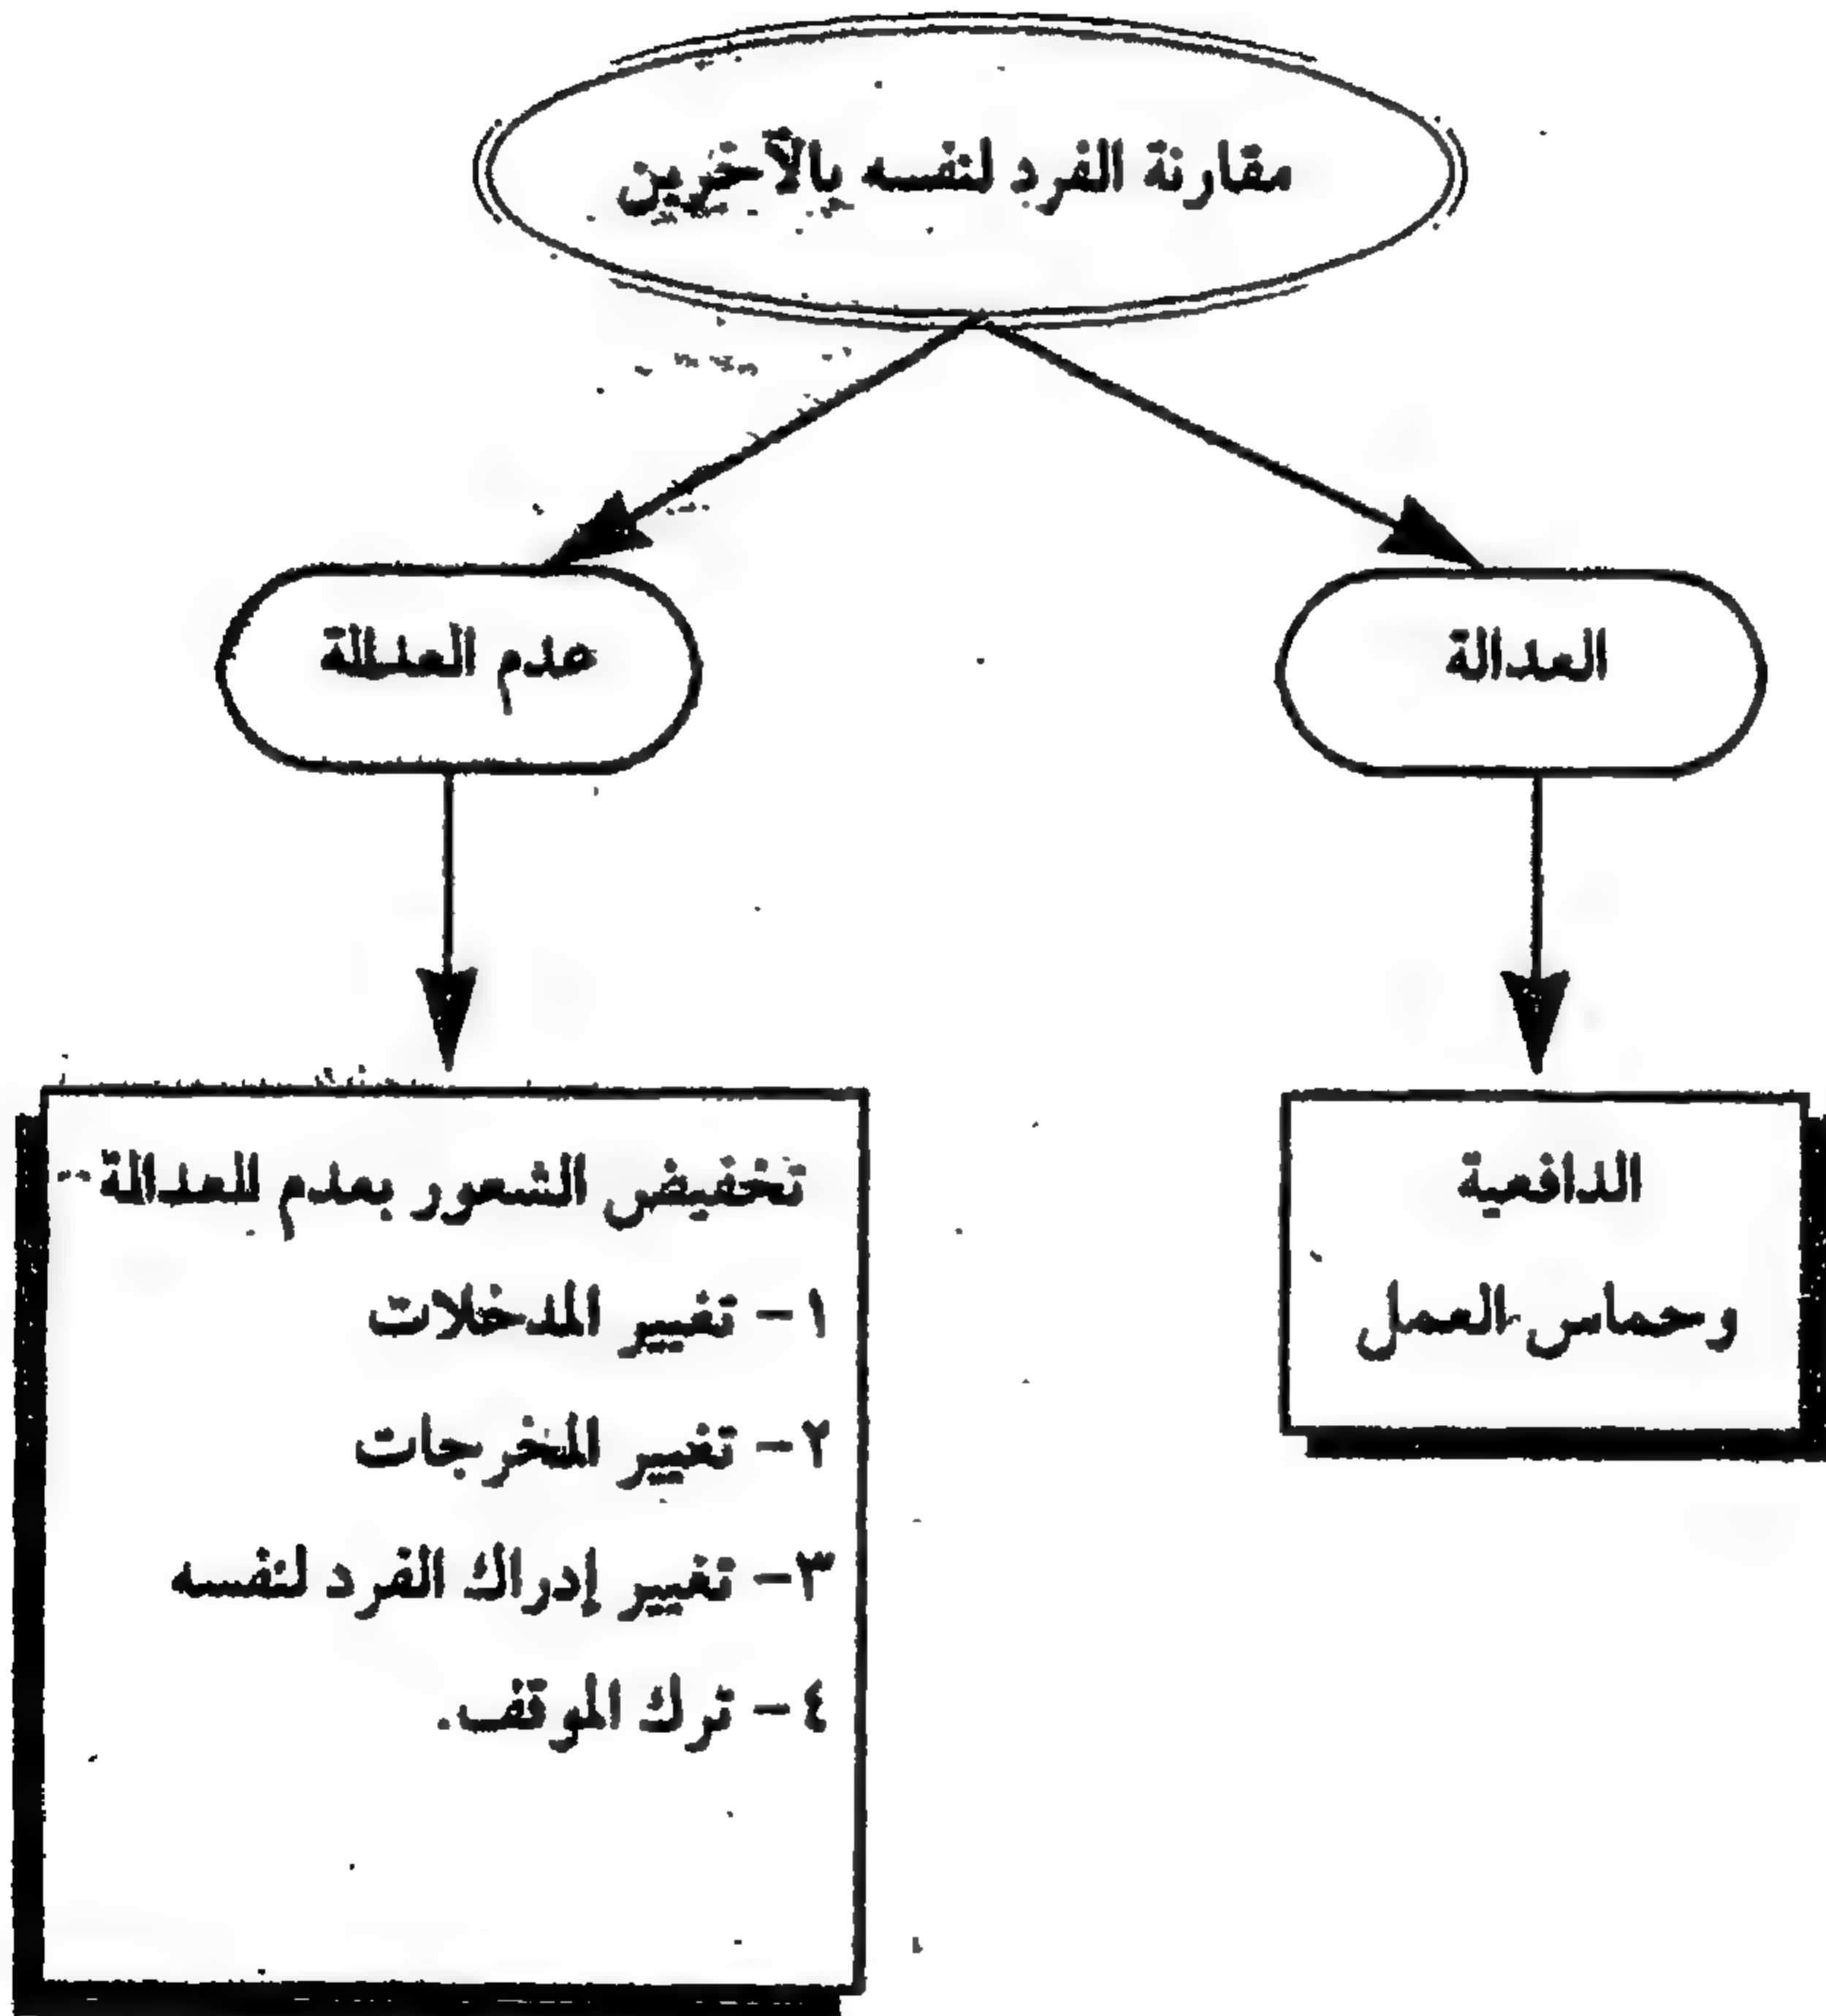 مقارنة الفرد لنفسه بالآخرين
العدالة
عدم العدالة
الدافعية
وحماس العمل
تخفيض الشعور بعدم العدالة
١- تغيير المدخلات
٢- تغيير المخرجات
٣- تغيير إدراك الفرد لنفسه
٤- ترك الموقف.